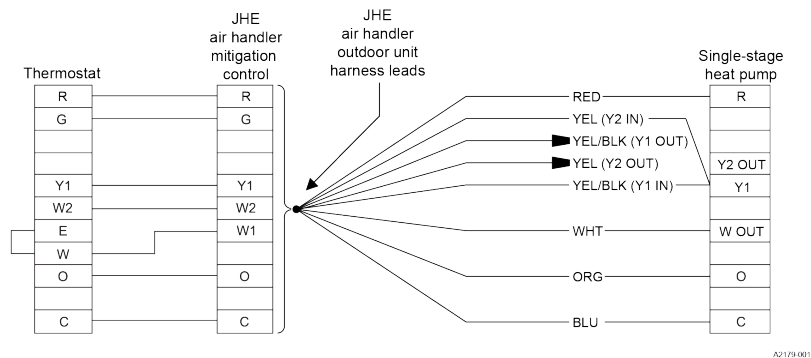 JHE
air handler
outdoor unit
harness leads
JHE
air handler
mitigation
control
Thermostat
Single-stage
heat pump
R
R
RED
R
G
G
YEL (Y2 IN)
YEL/BLK (Y1 OUT)
YEL (Y2 OUT)
Y2 OUT
Y1
Y1
YEL/BLK (Y1 IN)
Y1
W2
W2
E
W1
WHT
W OUT
W
O
O
ORG
O
C
C
BLU
C
A2179-001